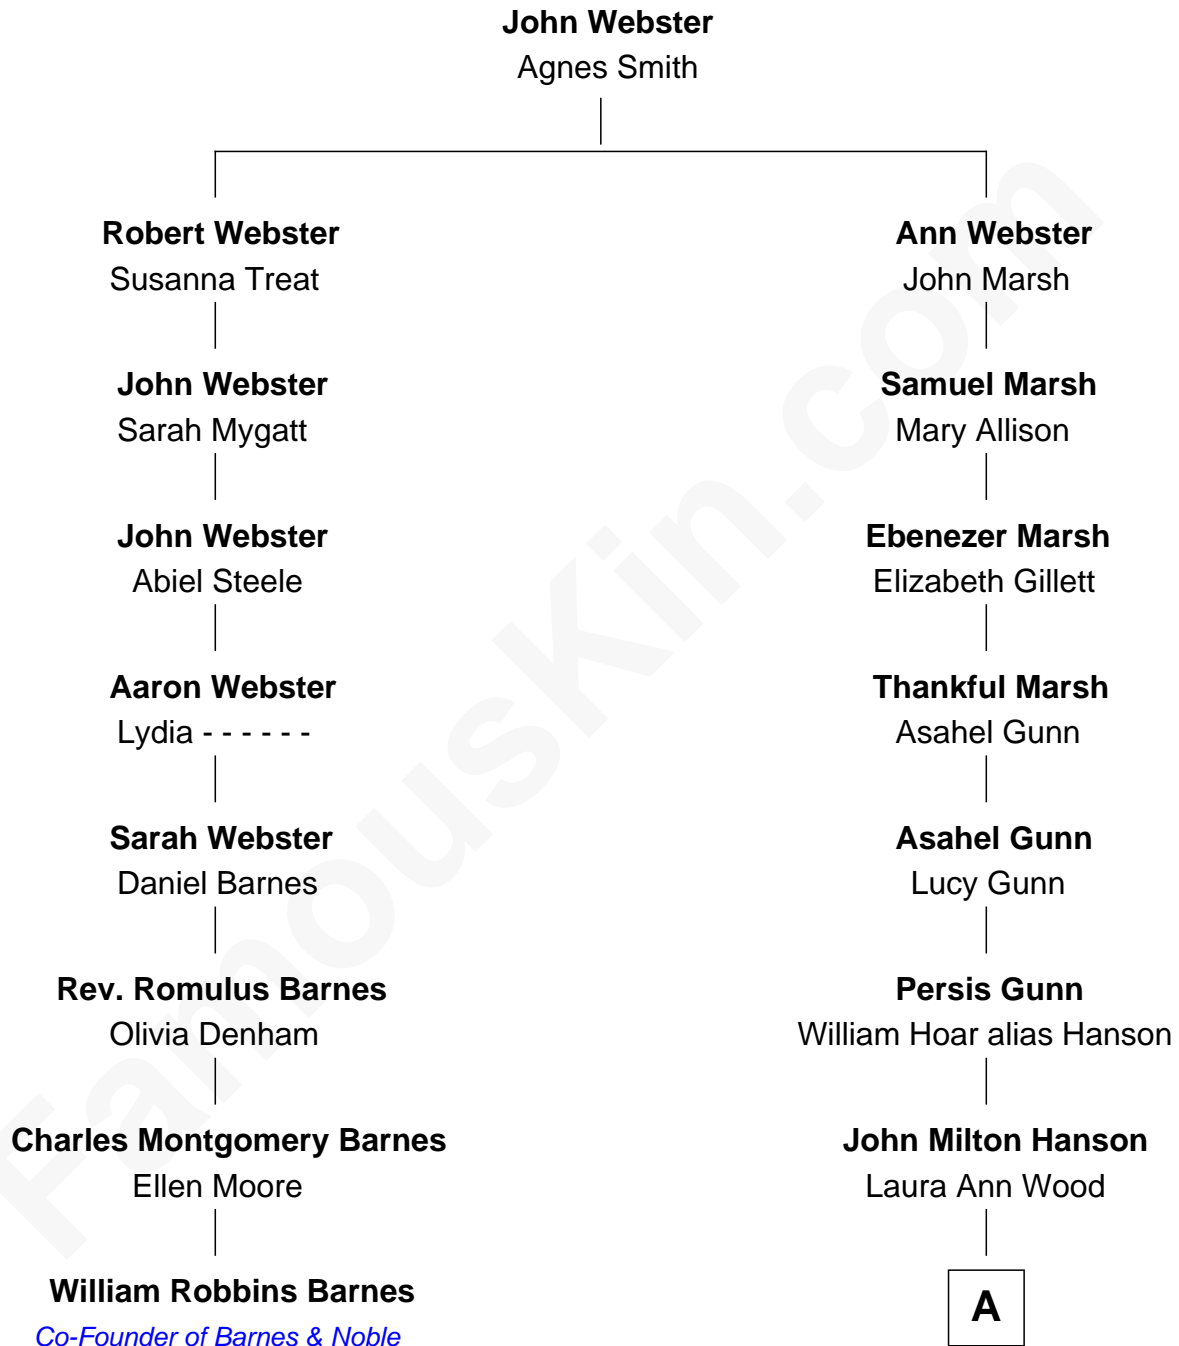 John Webster
Agnes Smith
Robert Webster
Susanna Treat
John Webster
Sarah Mygatt
John Webster
Abiel Steele
Aaron Webster
Lydia - - - - - -
Sarah Webster
Daniel Barnes
Rev. Romulus Barnes
Olivia Denham
Charles Montgomery Barnes
Ellen Moore
William Robbins Barnes
Co-Founder of Barnes & Noble
Ann Webster
John Marsh
Samuel Marsh
Mary Allison
Ebenezer Marsh
Elizabeth Gillett
Thankful Marsh
Asahel Gunn
Asahel Gunn
Lucy Gunn
Persis Gunn
William Hoar alias Hanson
John Milton Hanson
Laura Ann Wood
A
FamousKin.com